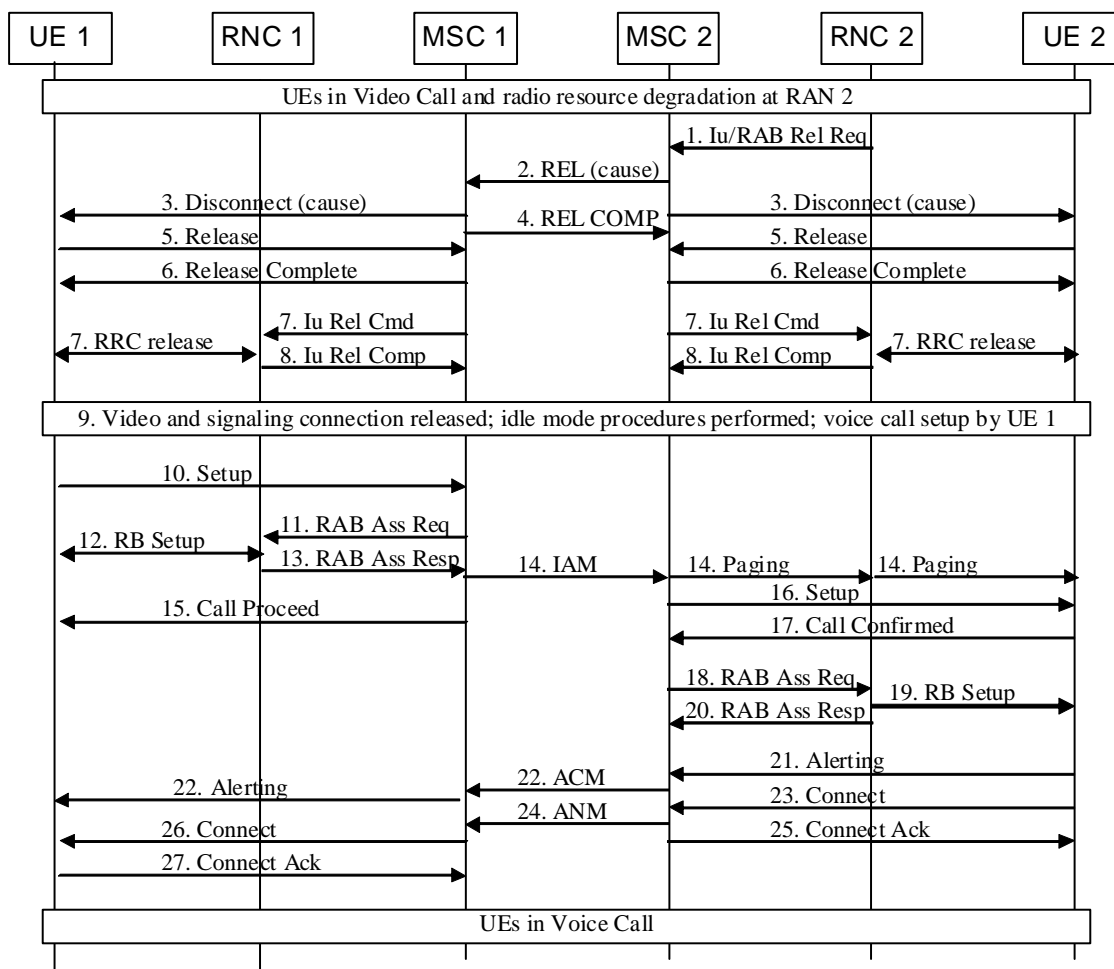 UE 1
RNC 1
MSC 1
MSC 2
RNC 2
UE 2
UEs in Video Call and radio resource degradation at RAN 2
1. Iu/RAB Rel Req
2. REL (cause)
3. Disconnect (cause)
4. REL COMP
3. Disconnect (cause)
5. Release
5. Release
6. Release Complete
6. Release Complete
7. Iu Rel Cmd
7. Iu Rel Cmd
7. RRC release
7. RRC release
8. Iu Rel Comp
8. Iu Rel Comp
9. Video and signaling connection released; idle mode procedures performed; voice call setup by UE 1
10. Setup
11. RAB Ass Req
12. RB Setup
13. RAB Ass Resp
14. IAM
14. Paging
14. Paging
15. Call Proceed
16. Setup
17. Call Confirmed
18. RAB Ass Req
19. RB Setup
20. RAB Ass Resp
21. Alerting
22. Alerting
22. ACM
23. Connect
24. ANM
26. Connect
25. Connect Ack
27. Connect Ack
UEs in Voice Call